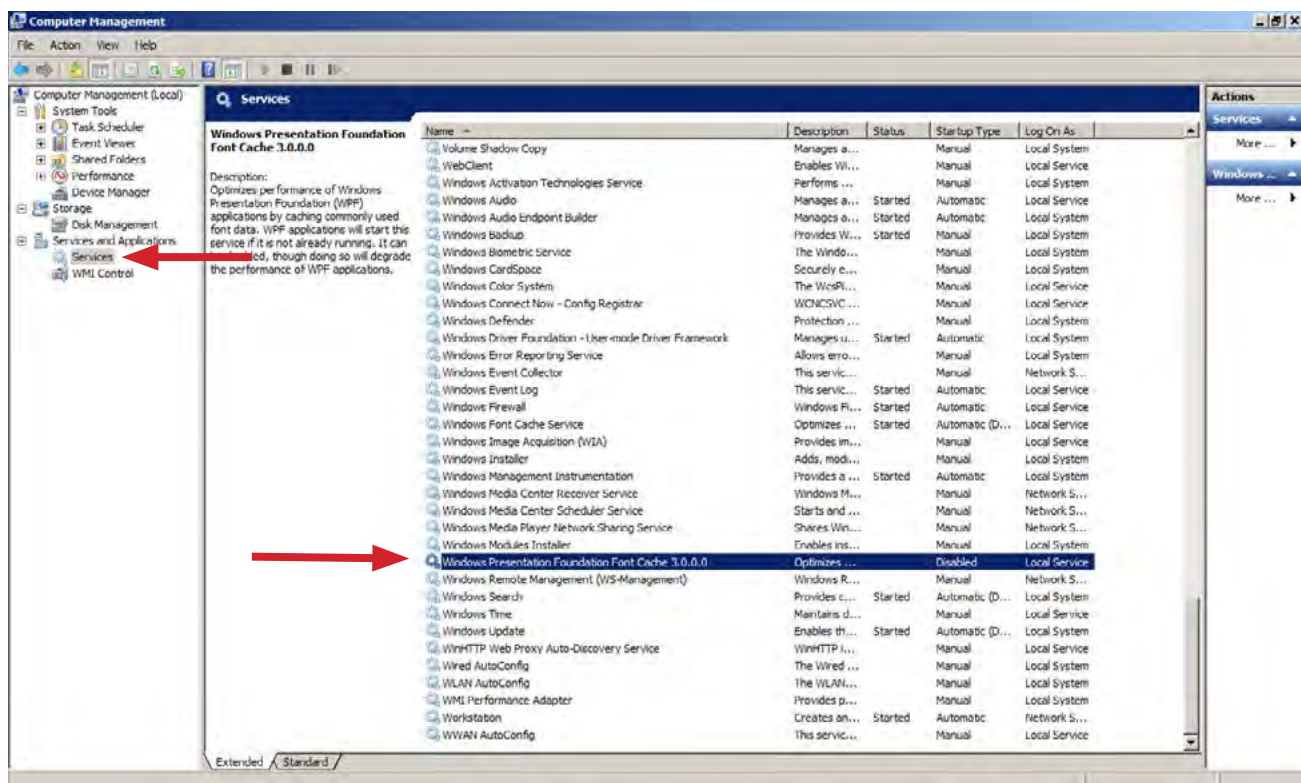 Computer Management
File Action View Help
Computer Management (Local)
System Tools
Task Scheduler
Event Viewer
Shared Folders
Performance
Device Manager
Storage
Disk Management
Services and Applications
Services
WMI Control
Services
Windows Presentation Foundation
Font Cache 3.0.0.0
Description:
Optimizes performance of Windows
Presentation Foundation (WPF)
applications by caching commonly used
font data. WPF applications will start this
service if it is not already running. It can
led, though doing so will degrade
the performance of WPF applications.
Name Description Status Startup Type Log On As
Volume Shadow Copy Manages a... Manual Local System
WebClient Enables Wi... Manual Local Service
Windows Activation Technologies Service Performs ... Manual Local System
Windows Audio Manages a... Started Automatic Local Service
Windows Audio Endpoint Builder Manages a... Started Automatic Local System
Windows Backup Provides W... Started Manual Local System
Windows Biometric Service The Windo... Manual Local System
Windows CardSpace Securely e... Manual Local System
Windows Color System The WcsPl... Manual Local Service
Windows Connect Now - Config Registrar WCNCSVC ... Manual Local Service
Windows Defender Protection ... Manual Local System
Windows Driver Foundation - User-mode Driver Framework Manages u... Started Automatic Local System
Windows Error Reporting Service Allows erro... Manual Local System
Windows Event Collector This servic... Manual Network S...
Windows Event Log This servic... Started Automatic Local Service
Windows Firewall Windows Fi... Started Automatic Local Service
Windows Font Cache Service Optimizes ... Started Automatic (D... Local Service
Windows Image Acquisition (WIA) Provides im... Manual Local Service
Windows Installer Adds, modi... Manual Local System
Windows Management Instrumentation Provides a ... Started Automatic Local System
Windows Media Center Receiver Service Windows M... Manual Network S...
Windows Media Center Scheduler Service Starts and ... Manual Network S...
Windows Media Player Network Sharing Service Shares Win... Manual Network S...
Windows Modules Installer Enables ins... Manual Local System
Windows Presentation Foundation Font Cache 3.0.0.0 Optimizes ... Disabled Local Service
Windows Remote Management (WS-Management) Windows R... Manual Network S...
Windows Search Provides c... Started Automatic (D... Local System
Windows Time Maintains d... Manual Local Service
Windows Update Enables th... Started Automatic (D... Local System
WinHTTP Web Proxy Auto-Discovery Service WinHTTP i... Manual Local Service
Wired AutoConfig The Wired ... Manual Local System
WLAN AutoConfig The WLAN... Manual Local System
WMI Performance Adapter Provides p... Manual Local System
Workstation Creates an... Started Automatic Network S...
WWAN AutoConfig This servic... Manual Local Service
Extended Standard
Actions
Services
More ...
Windows ...
More ...